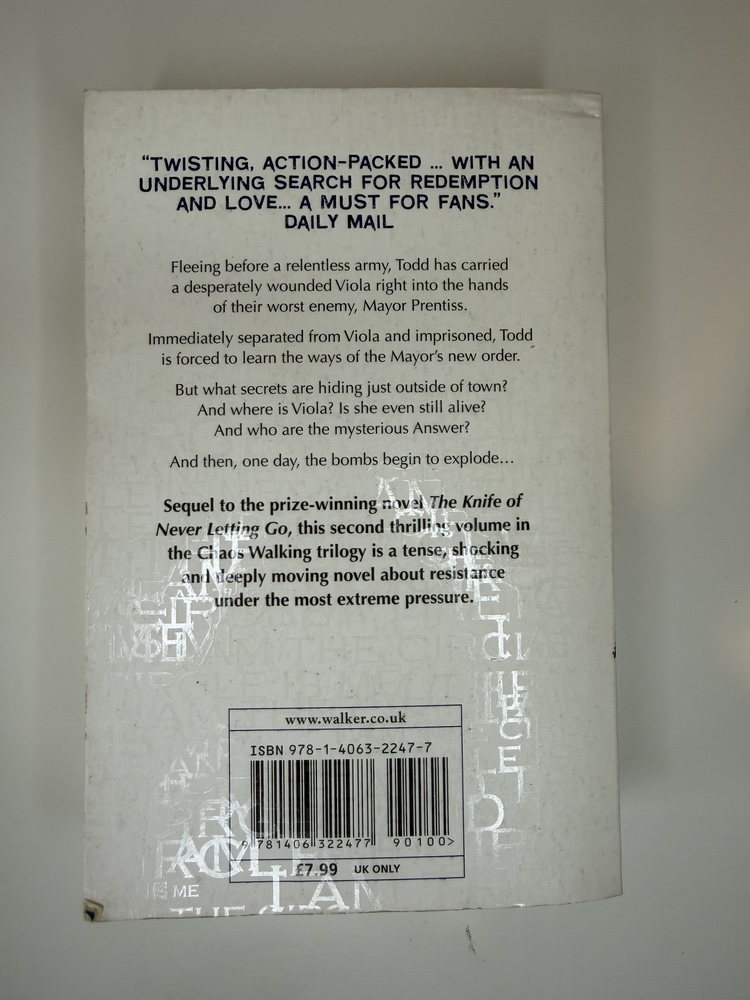 “TWISTING, ACTION-PACKED ... WITH AN
UNDERLYING SEARCH FOR REDEMPTION
AND LOVE... A MUST FOR FANS.”
DAILY MAIL
Fleeing before a relentless army, Todd has carried
a desperately wounded Viola right into the hands
of their worst enemy, Mayor Prentiss.
Immediately separated from Viola and imprisoned, Todd
is forced to learn the ways of the Mayor’s new order.
But what secrets are hiding just outside of town?
And where is Viola? Is she even still alive?
And who are the mysterious Answer?
And then, one day, the bombs begin to explode…
Sequel to the prize-winning novel The Knife of
Never Letting Go, this second thrilling volume in
the Chaos Walking trilogy is a tense, shocking
and deeply moving novel about resistance
under the most extreme pressure.
www.walker.co.uk
ISBN 978-1-4063-2247-7
9 781406 322477 90100>
£7.99 UK ONLY
ME